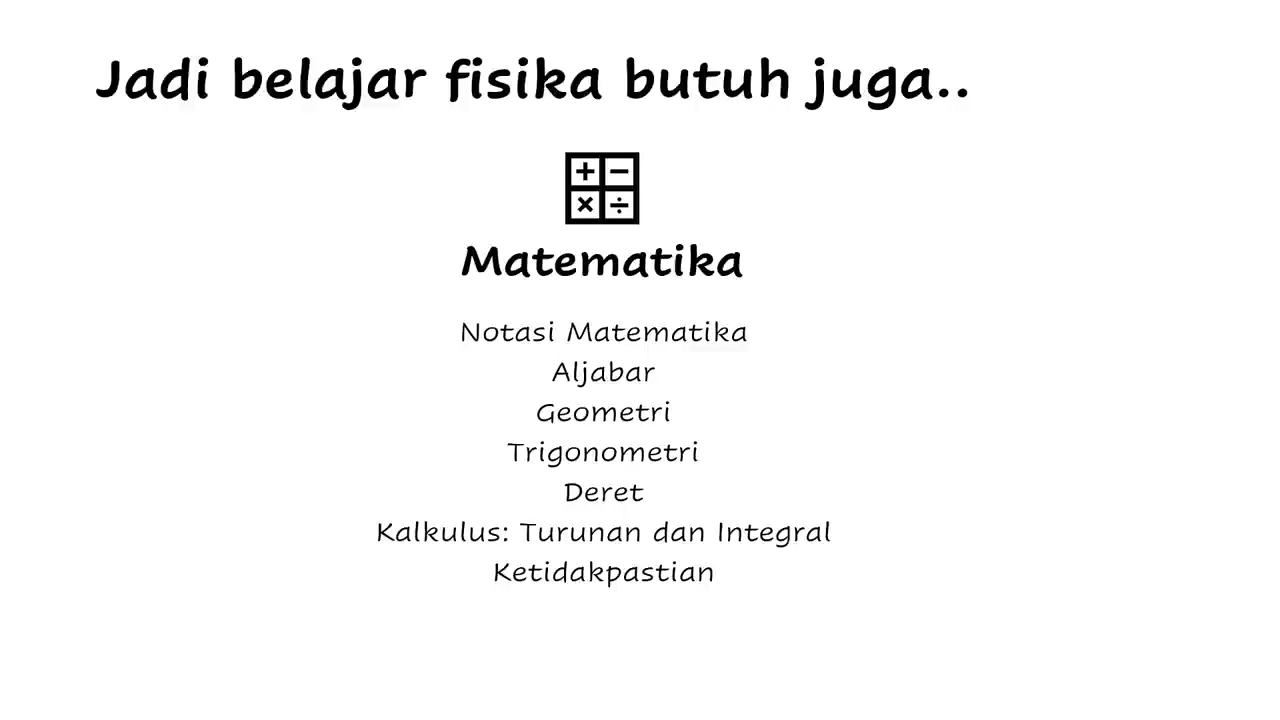 Jadi belajar fisika butuh juga..
+ −
× ÷
Matematika
Notasi Matematika
Aljabar
Geometri
Trigonometri
Deret
Kalkulus: Turunan dan Integral
Ketidakpastian